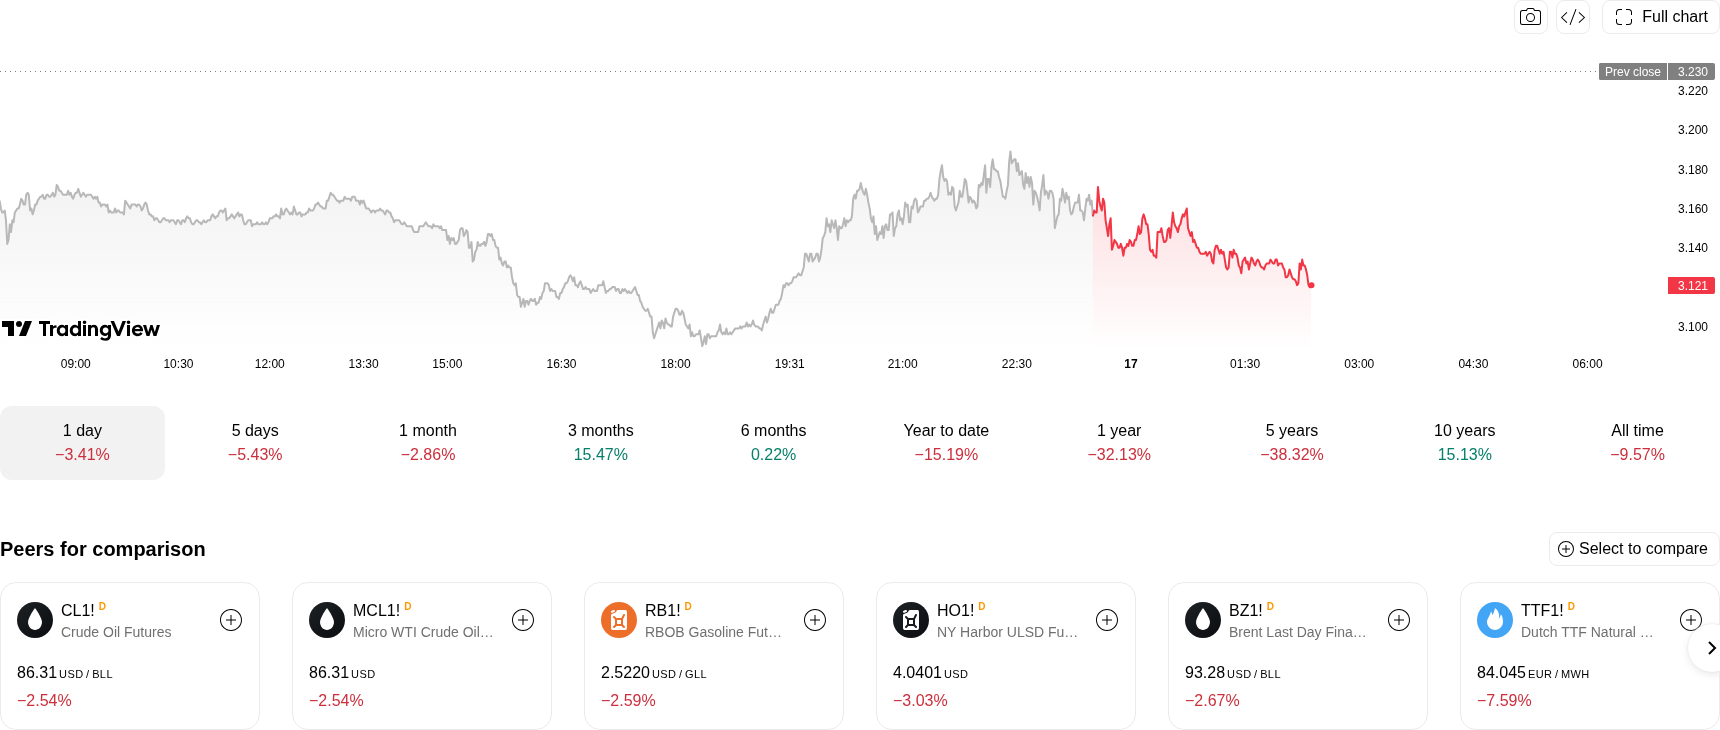 Full chart
Prev close 3.230
3.220
3.200
3.180
3.160
3.140
3.121
3.100
TradingView
09:00 10:30 12:00 13:30 15:00 16:30 18:00 19:31 21:00 22:30 17 01:30 03:00 04:30 06:00
1 day 5 days 1 month 3 months 6 months Year to date 1 year 5 years 10 years All time
−3.41% −5.43% −2.86% 15.47% 0.22% −15.19% −32.13% −38.32% 15.13% −9.57%
Peers for comparison Select to compare
CL1! D MCL1! D RB1! D HO1! D BZ1! D TTF1! D
Crude Oil Futures Micro WTI Crude Oil… RBOB Gasoline Fut… NY Harbor ULSD Fu… Brent Last Day Fina… Dutch TTF Natural …
86.31 USD / BLL 86.31 USD 2.5220 USD / GLL 4.0401 USD 93.28 USD / BLL 84.045 EUR / MWH
−2.54% −2.54% −2.59% −3.03% −2.67% −7.59%